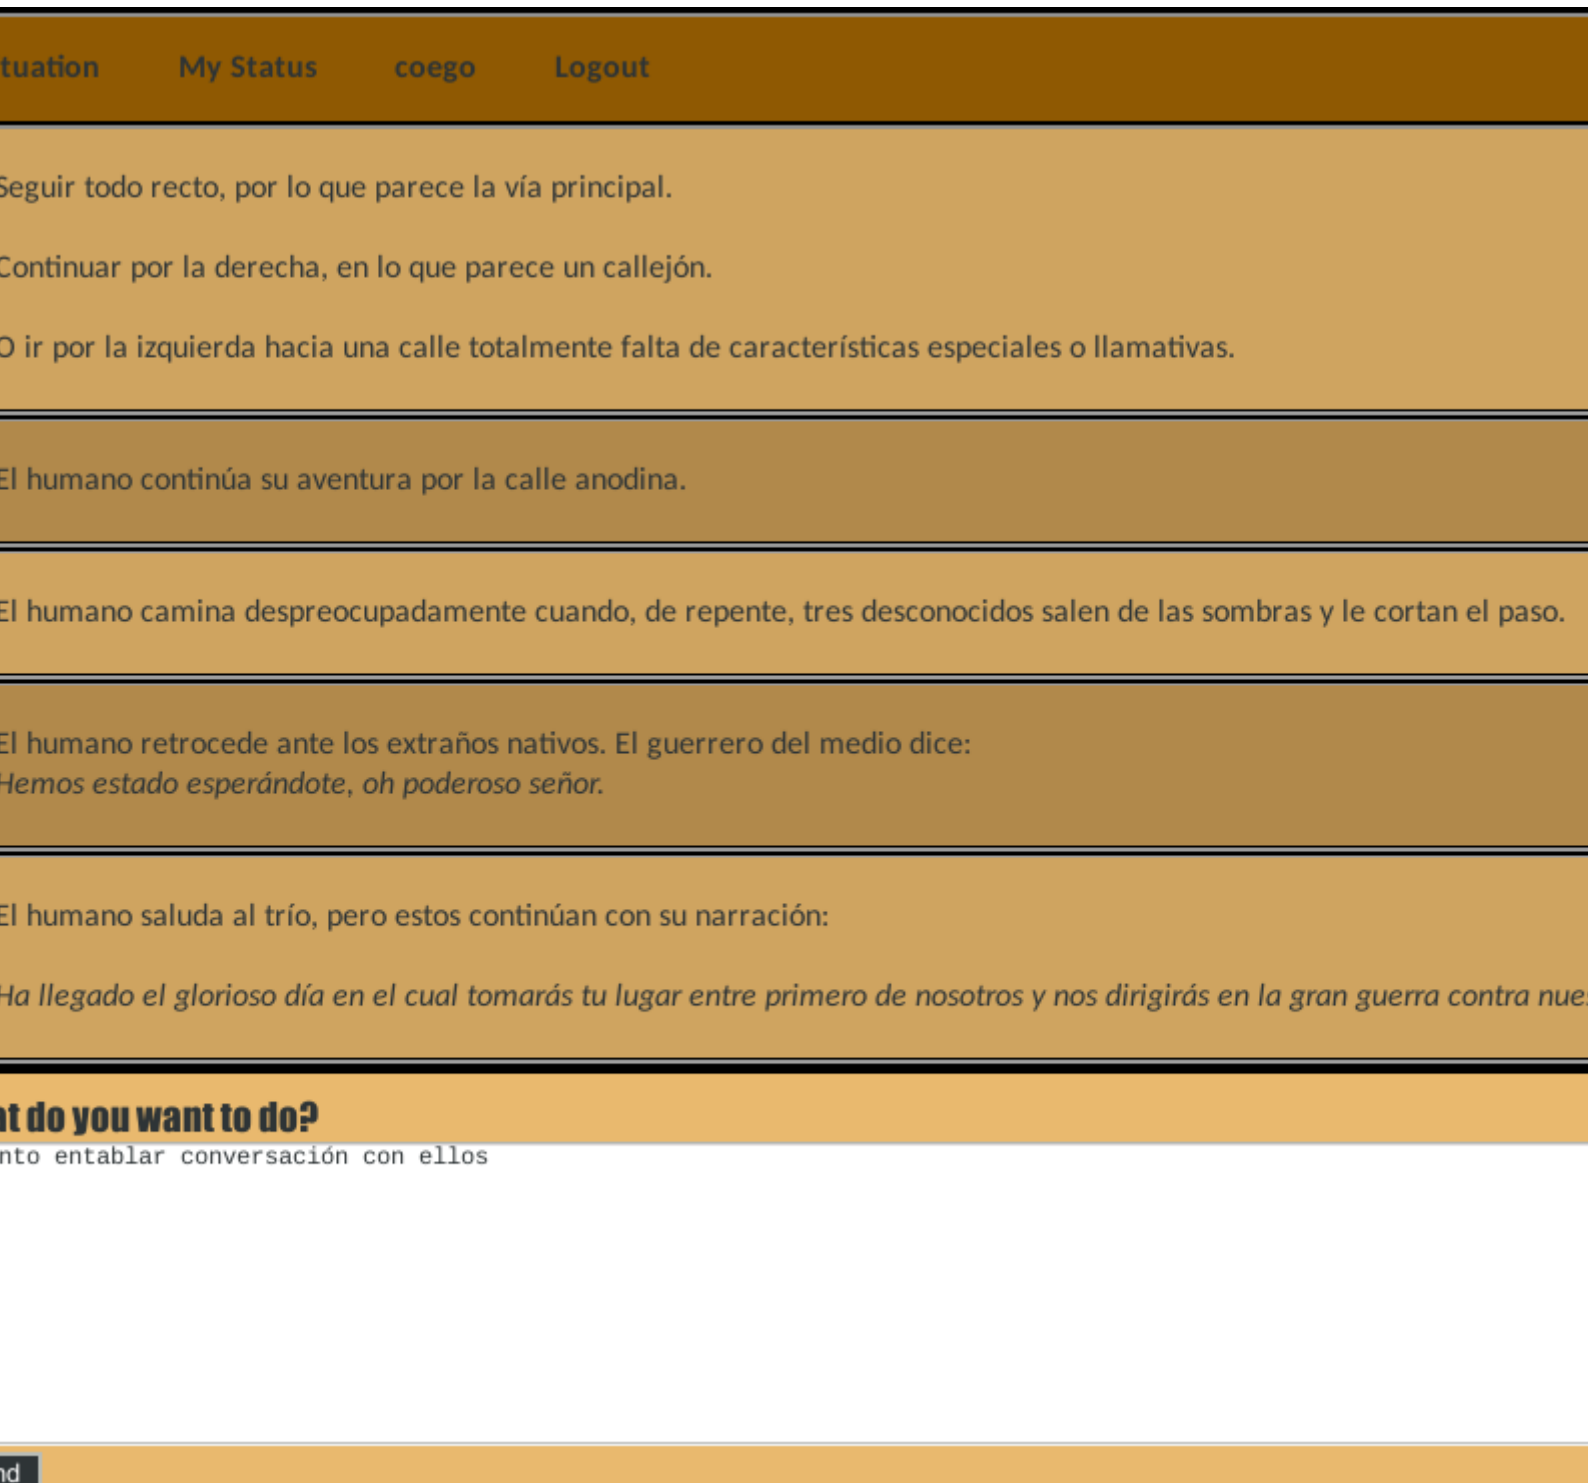 tuation My Status coego Logout
Seguir todo recto, por lo que parece la vía principal.
Continuar por la derecha, en lo que parece un callejón.
O ir por la izquierda hacia una calle totalmente falta de características especiales o llamativas.
El humano continúa su aventura por la calle anodina.
El humano camina despreocupadamente cuando, de repente, tres desconocidos salen de las sombras y le cortan el paso.
El humano retrocede ante los extraños nativos. El guerrero del medio dice:
Hemos estado esperándote, oh poderoso señor.
El humano saluda al trío, pero estos continúan con su narración:
Ha llegado el glorioso día en el cual tomarás tu lugar entre primero de nosotros y nos dirigirás en la gran guerra contra nue
at do you want to do?
nto entablar conversación con ellos
nd